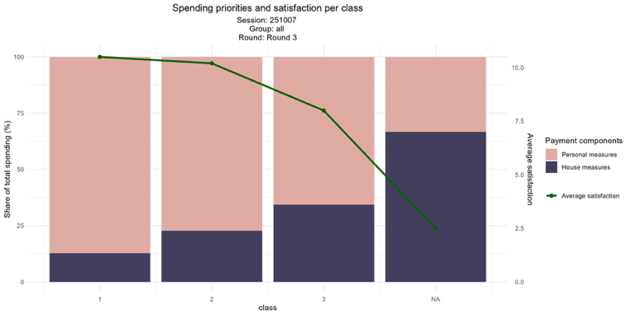 Spending priorities and satisfaction per class
Session: 251007
Group: all
Round: Round 3
100
75
50
25
0
Share of total spending (%)
10.0
7.5
5.0
2.5
0.0
Average satisfaction
1
2
3
NA
class
Payment components
Personal measures
House measures
Average satisfaction